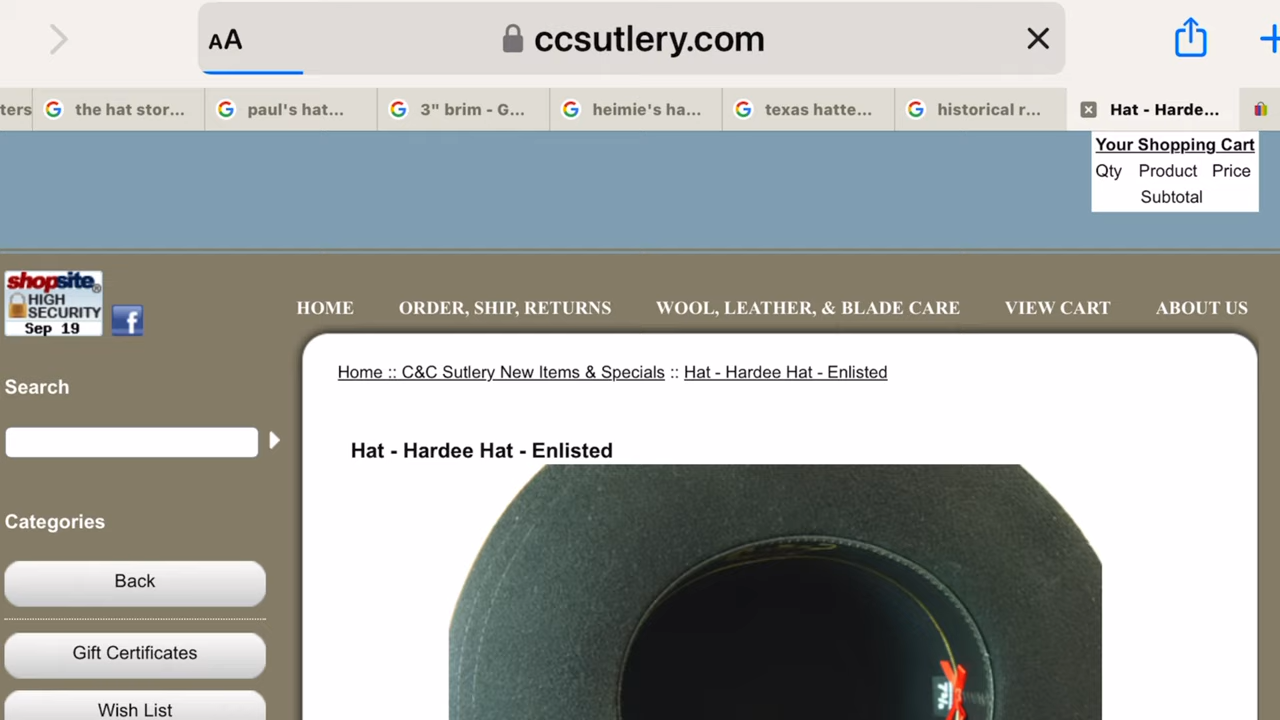 AA ccsutlery.com
ters
the hat stor...
paul's hat...
3" brim - G...
heimie's ha...
texas hatte...
historical r...
Hat - Harde...
Your Shopping Cart
Qty Product Price
Subtotal
shopsite®
HIGH
SECURITY
Sep 19
f
HOME ORDER, SHIP, RETURNS WOOL, LEATHER, & BLADE CARE VIEW CART ABOUT US
Home :: C&C Sutlery New Items & Specials :: Hat - Hardee Hat - Enlisted
Search
Hat - Hardee Hat - Enlisted
Categories
Back
Gift Certificates
Wish List